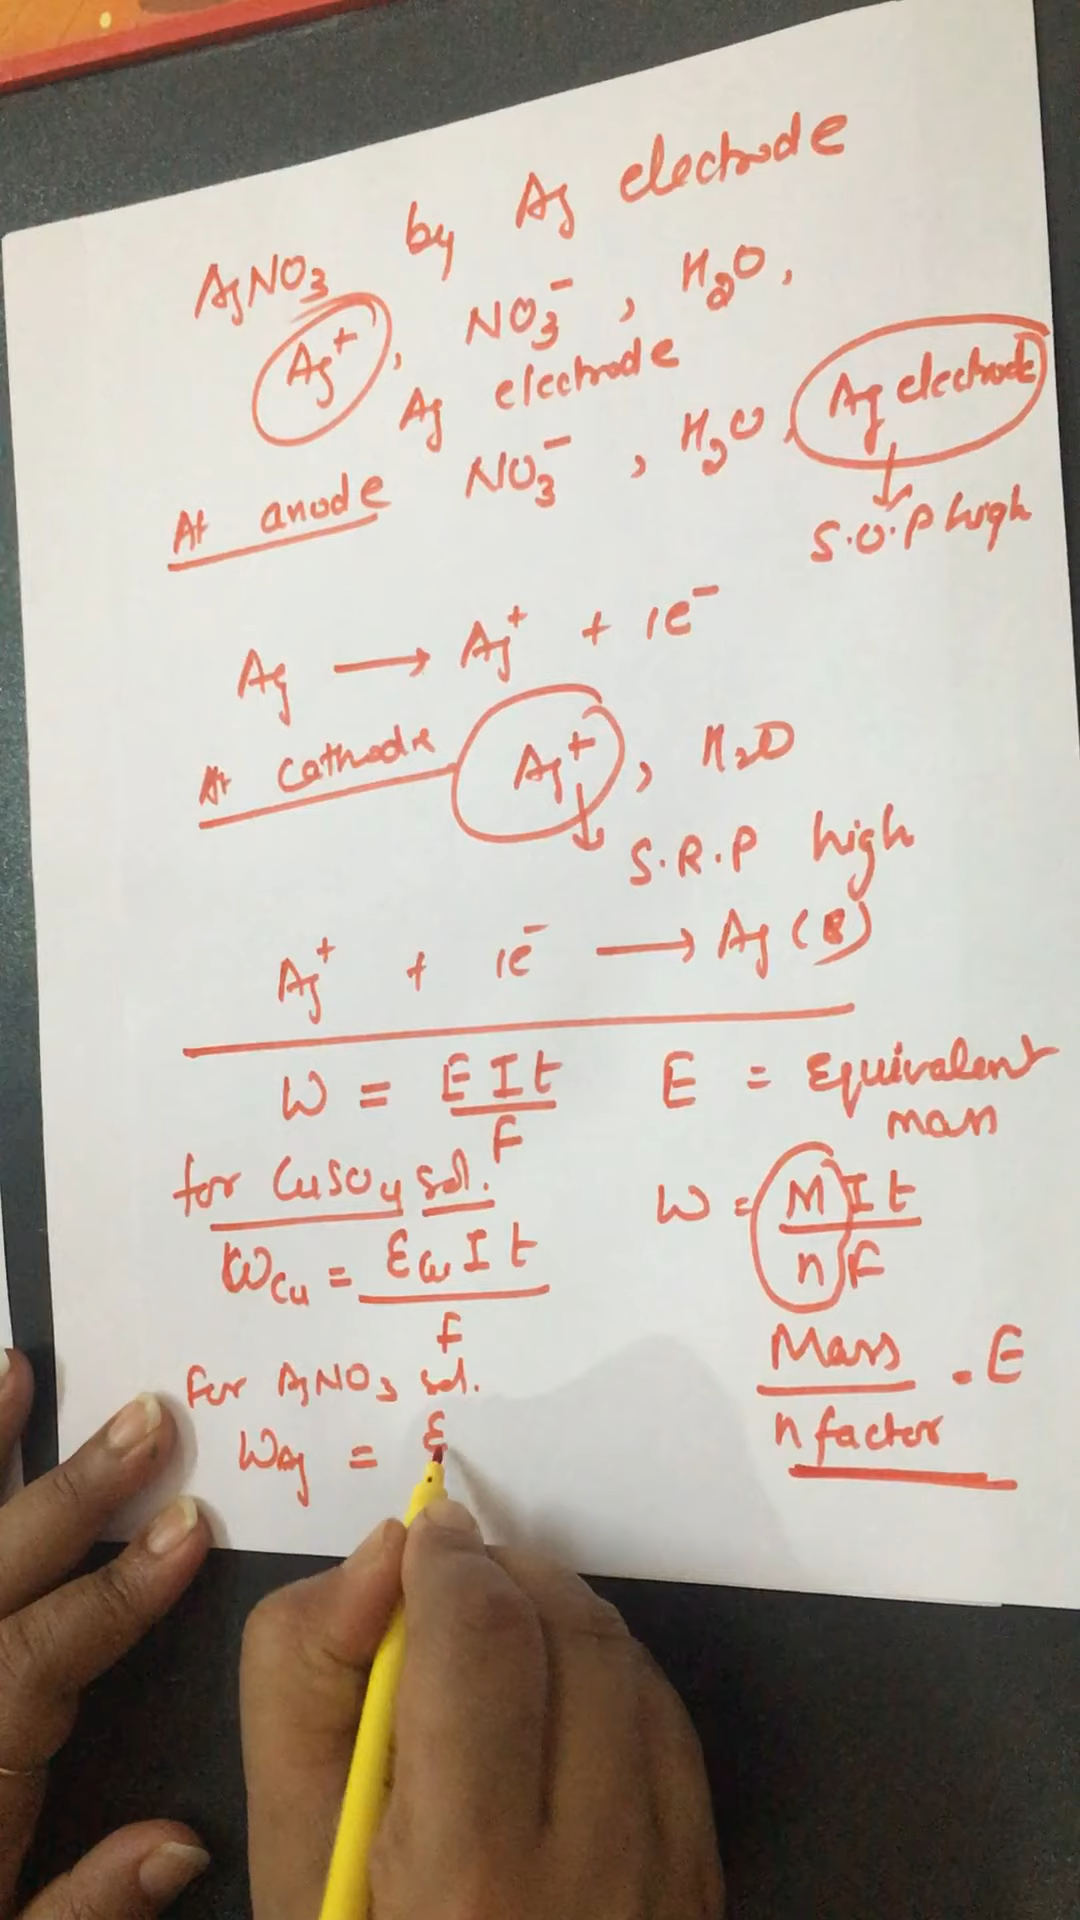 AgNO3 by Ag electrode
Ag+, NO3-, H2O,
Ag electrode
At anode NO3-, H2O, Ag electrode
S.O.P high
Ag → Ag+ + 1e-
At cathode Ag+, H2O
S.R.P high
Ag+ + 1e- → Ag (s)
W = EIt/F E = Equivalent mass
for CuSO4 sol. W = MIt/nF
WCu = ECu I t/F
Mass/n factor = E
For AgNO3 sol.
WAg = E